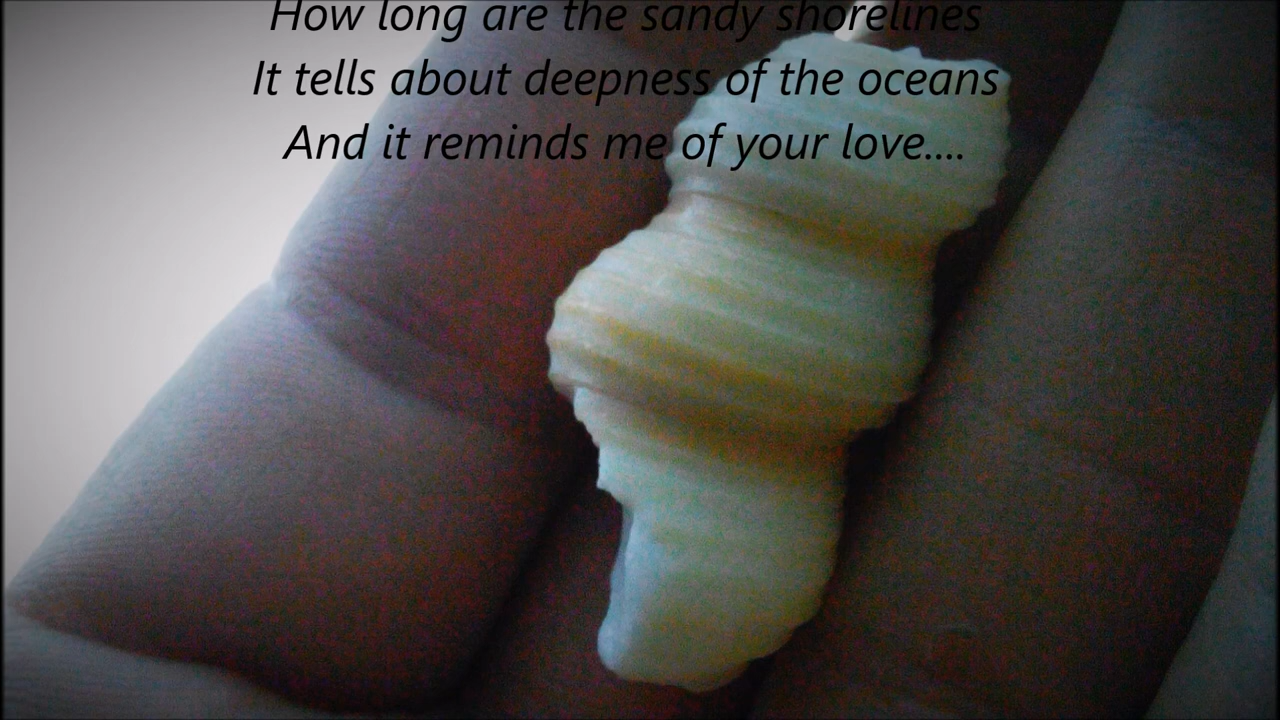 How long are the sandy shorelines
It tells about deepness of the oceans
And it reminds me of your love....